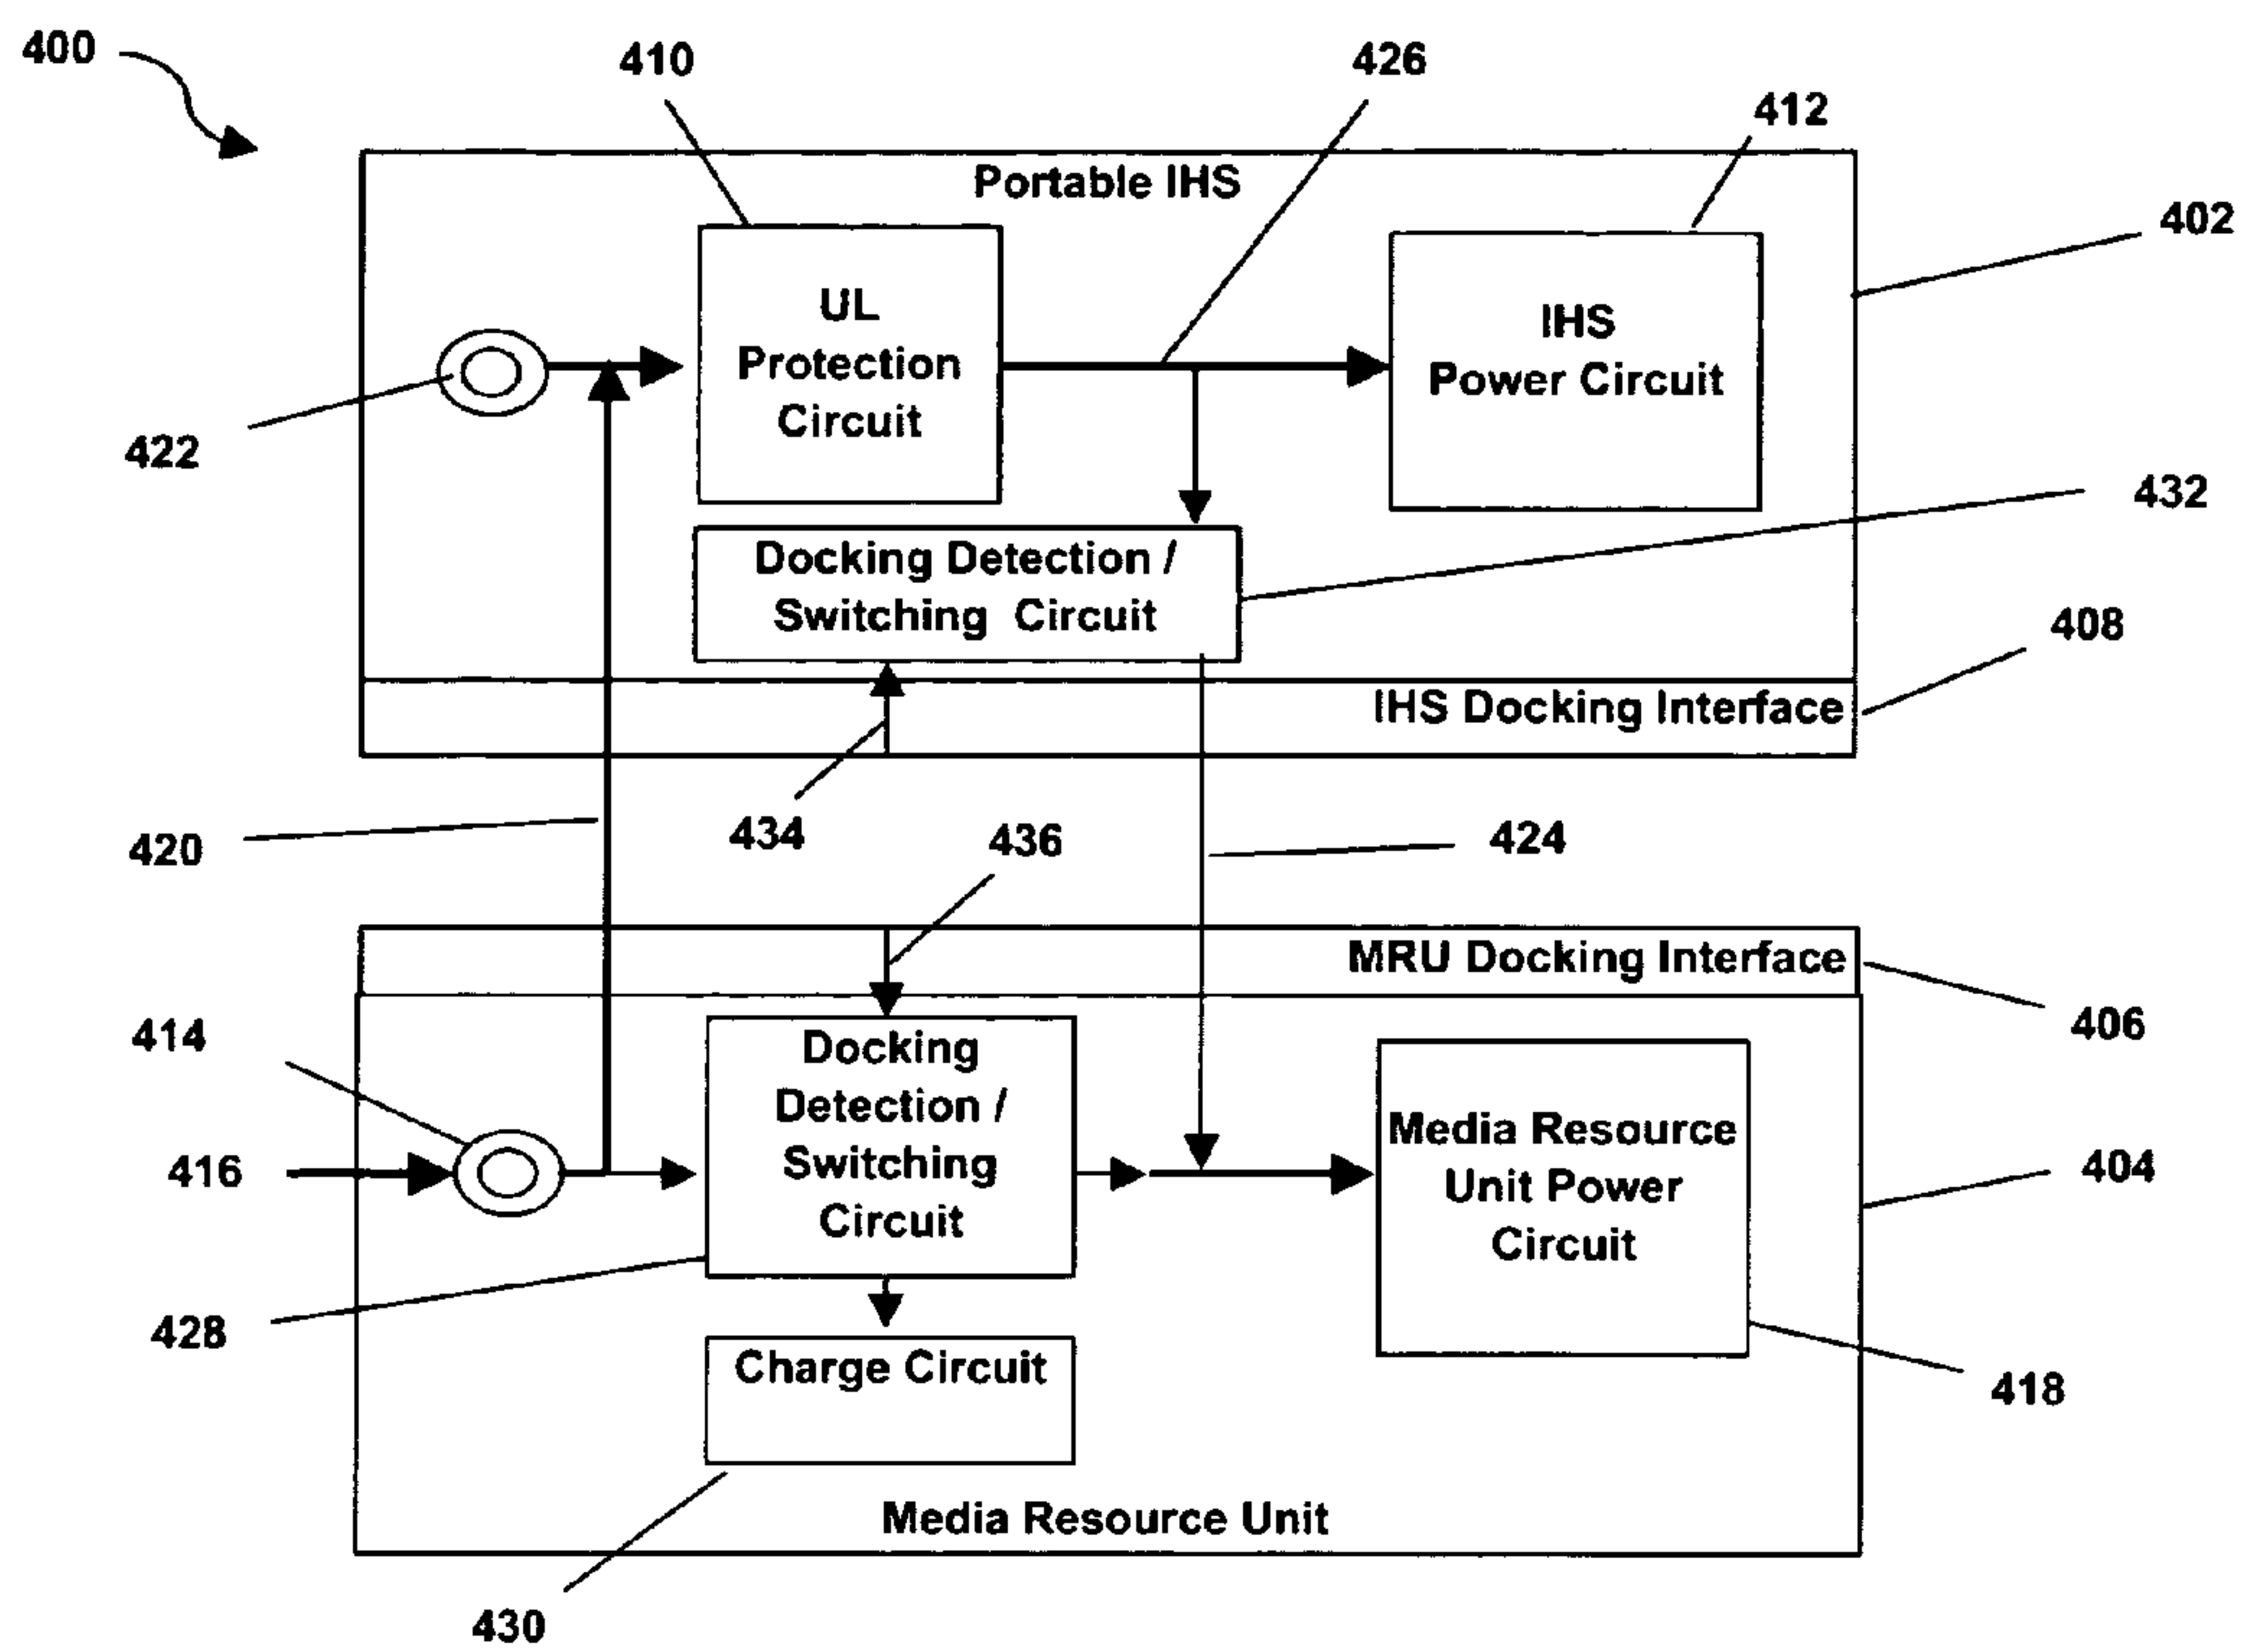 400
410
426
412
Portable IHS
402
UL
Protection
Circuit
IHS
Power Circuit
422
432
Docking Detection /
Switching Circuit
408
IHS Docking Interface
434
436
424
420
MRU Docking Interface
406
414
Docking
Detection /
Switching
Circuit
Media Resource
Unit Power
Circuit
416
404
428
Charge Circuit
418
Media Resource Unit
430